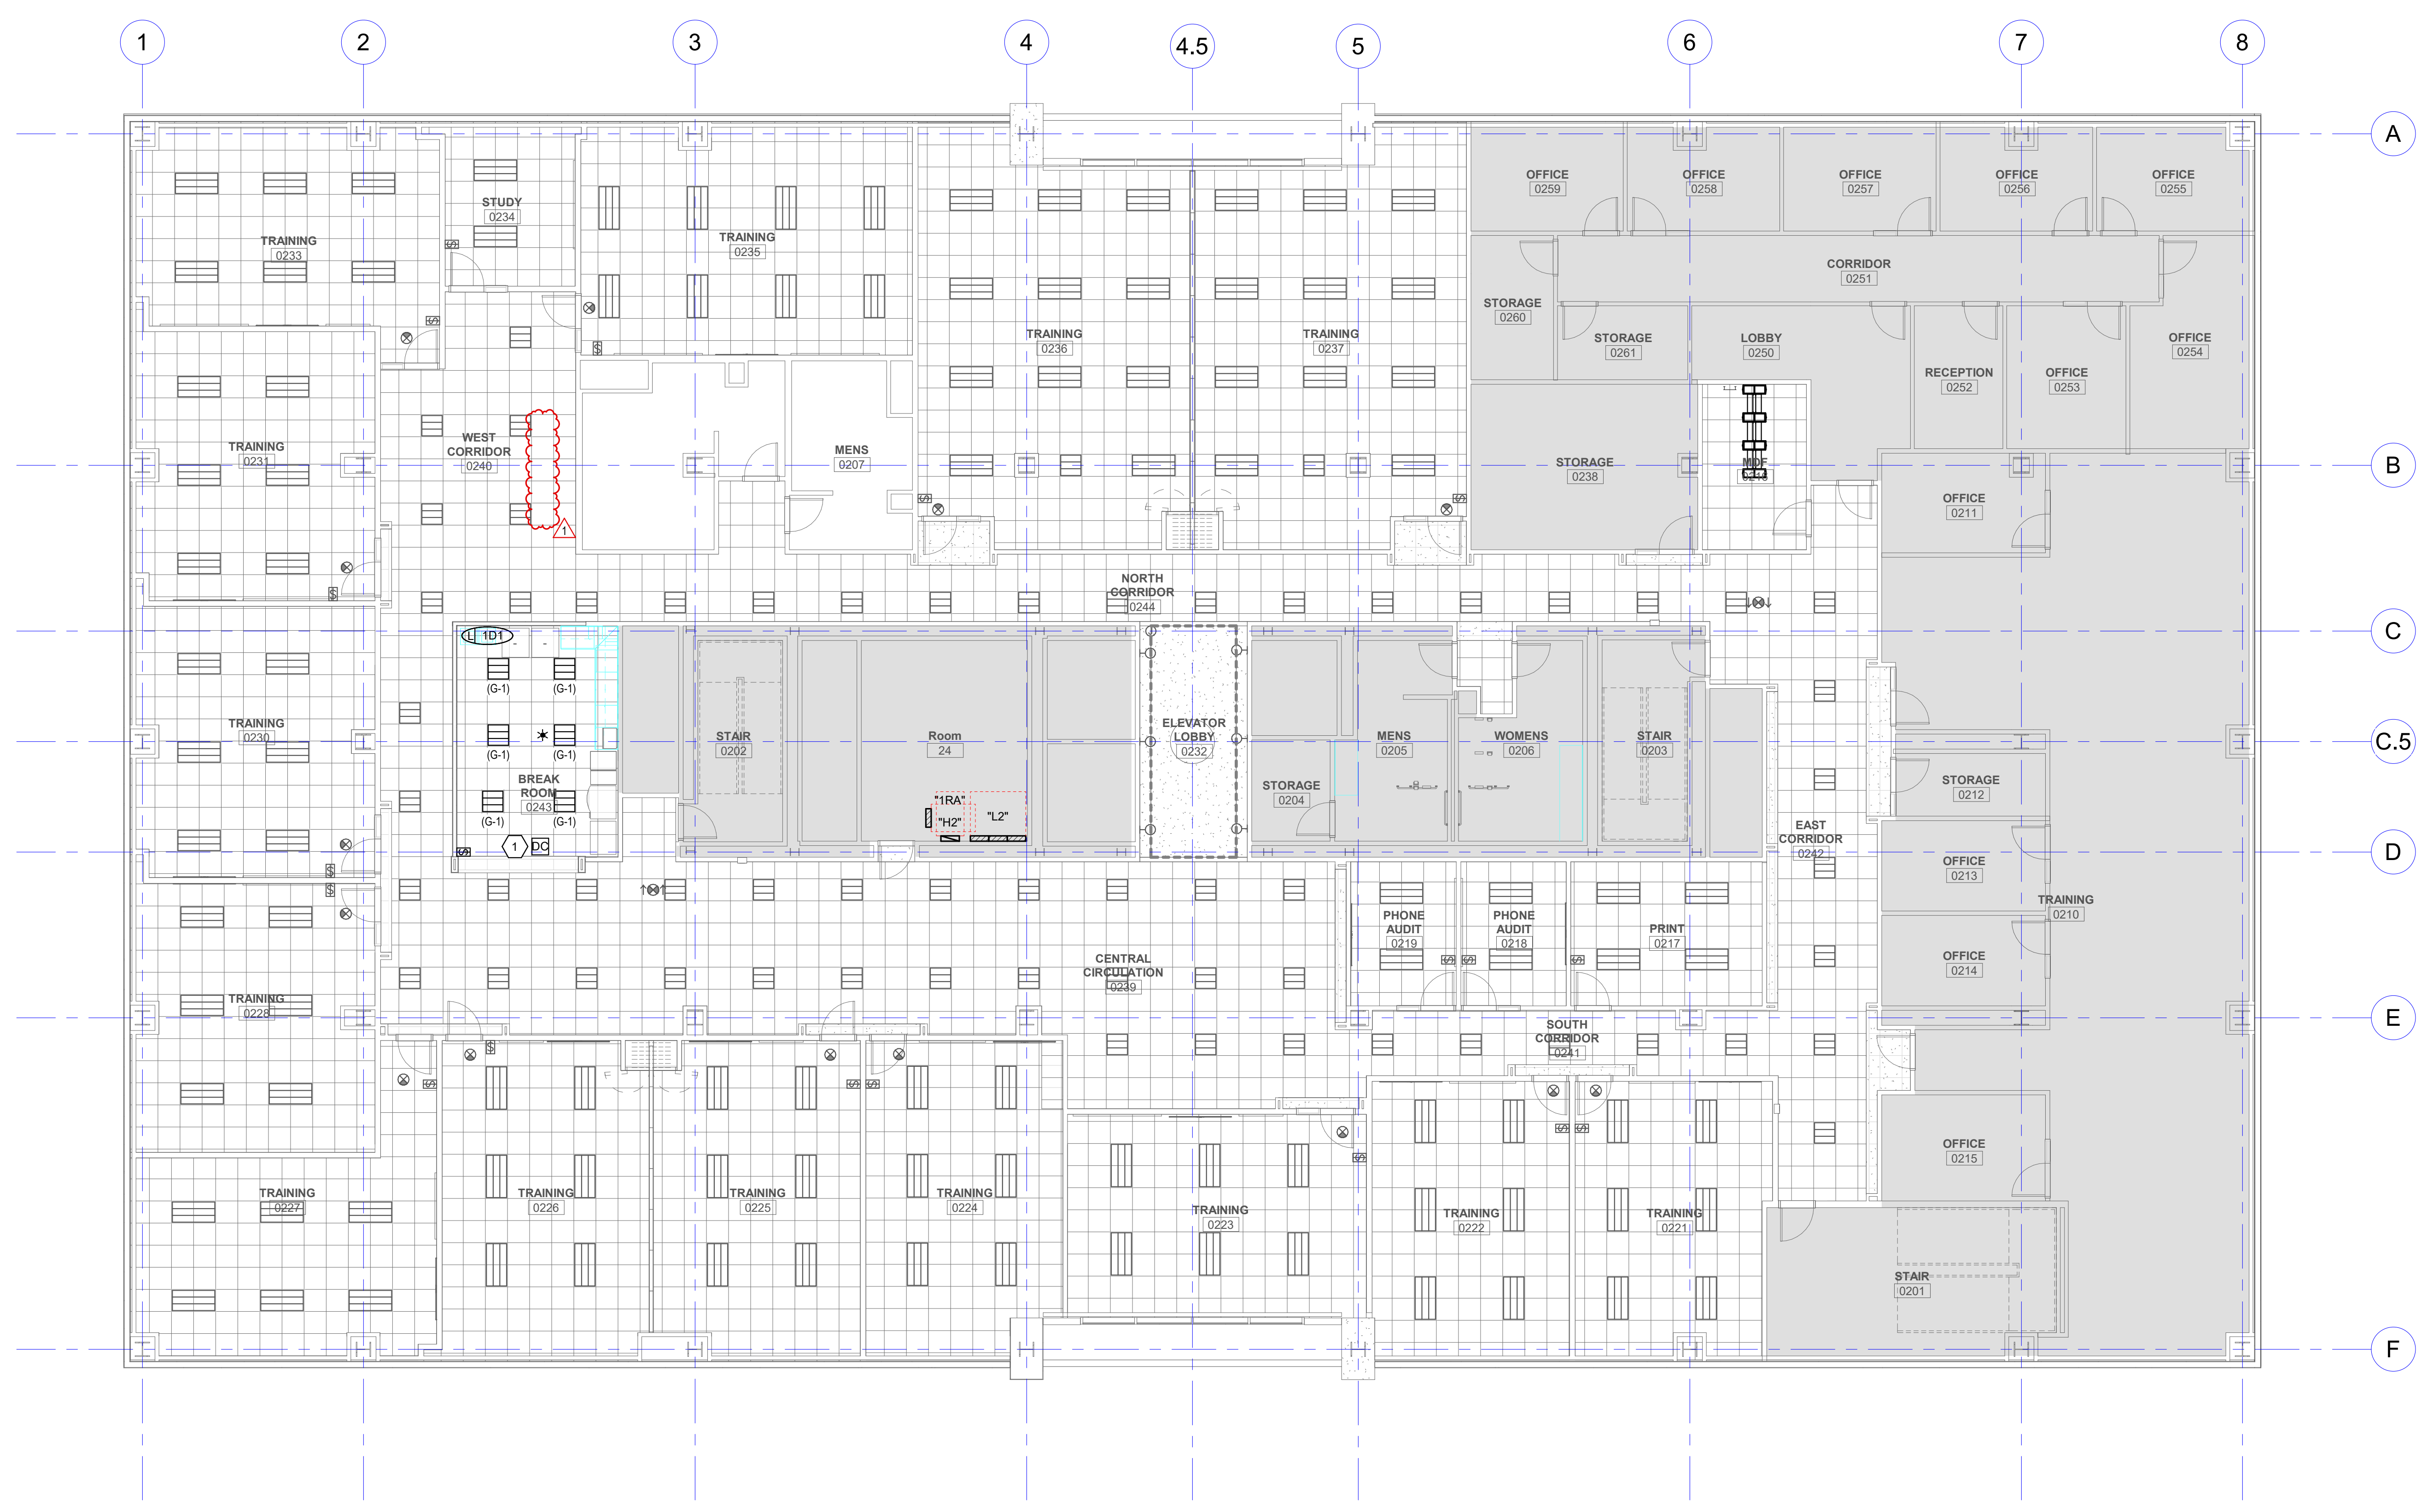 1
2
3
4
4.5
5
6
7
8
A
OFFICE
0259
OFFICE
0258
OFFICE
0257
OFFICE
0256
OFFICE
0255
STUDY
0234
TRAINING
0233
TRAINING
0235
CORRIDOR
0251
STORAGE
0260
TRAINING
0236
TRAINING
0237
STORAGE
0261
LOBBY
0250
OFFICE
0254
RECEPTION
0252
OFFICE
0253
TRAINING
0231
WEST
CORRIDOR
0240
MENS
0207
STORAGE
0238
MDF
B
OFFICE
0211
1
NORTH
CORRIDOR
0244
C
L 1D1
(G-1)
(G-1)
TRAINING
0230
(G-1)
(G-1)
STAIR
0202
Room
24
ELEVATOR
LOBBY
0232
MENS
0205
WOMENS
0206
STAIR
0203
C.5
BREAK
ROOM
0243
STORAGE
0204
STORAGE
0212
"1RA"
"H2"
"L2"
(G-1)
(G-1)
1
DC
EAST
CORRIDOR
0242
D
OFFICE
0213
TRAINING
0210
PHONE
AUDIT
0219
PHONE
AUDIT
0218
PRINT
0217
CENTRAL
CIRCULATION
0239
OFFICE
0214
TRAINING
0228
E
SOUTH
CORRIDOR
0241
OFFICE
0215
TRAINING
0227
TRAINING
0226
TRAINING
0225
TRAINING
0224
TRAINING
0223
TRAINING
0222
TRAINING
0221
STAIR
0201
F